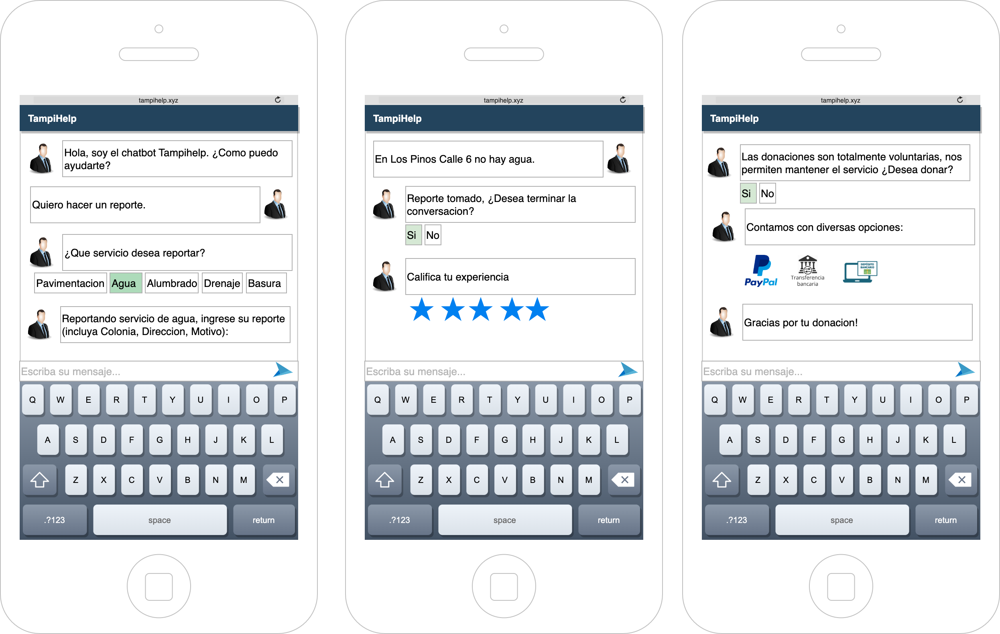 tampihelp.xyz
TampiHelp
Hola, soy el chatbot Tampihelp. ¿Como puedo
ayudarte?
Quiero hacer un reporte.
¿Que servicio desea reportar?
Pavimentacion Agua Alumbrado Drenaje Basura
Reportando servicio de agua, ingrese su reporte
(incluya Colonia, Direccion, Motivo):
Escriba su mensaje...
Q W E R T Y U I O P
A S D F G H J K L
Z X C V B N M
.?123 space return
tampihelp.xyz
TampiHelp
En Los Pinos Calle 6 no hay agua.
Reporte tomado, ¿Desea terminar la
conversacion?
Si No
Califica tu experiencia
Escriba su mensaje...
Q W E R T Y U I O P
A S D F G H J K L
Z X C V B N M
.?123 space return
tampihelp.xyz
TampiHelp
Las donaciones son totalmente voluntarias, nos
permiten mantener el servicio ¿Desea donar?
Si No
Contamos con diversas opciones:
PayPal
Transferencia
bancaria
DEPÓSITO
BANCÁRIO
Gracias por tu donacion!
Escriba su mensaje...
Q W E R T Y U I O P
A S D F G H J K L
Z X C V B N M
.?123 space return